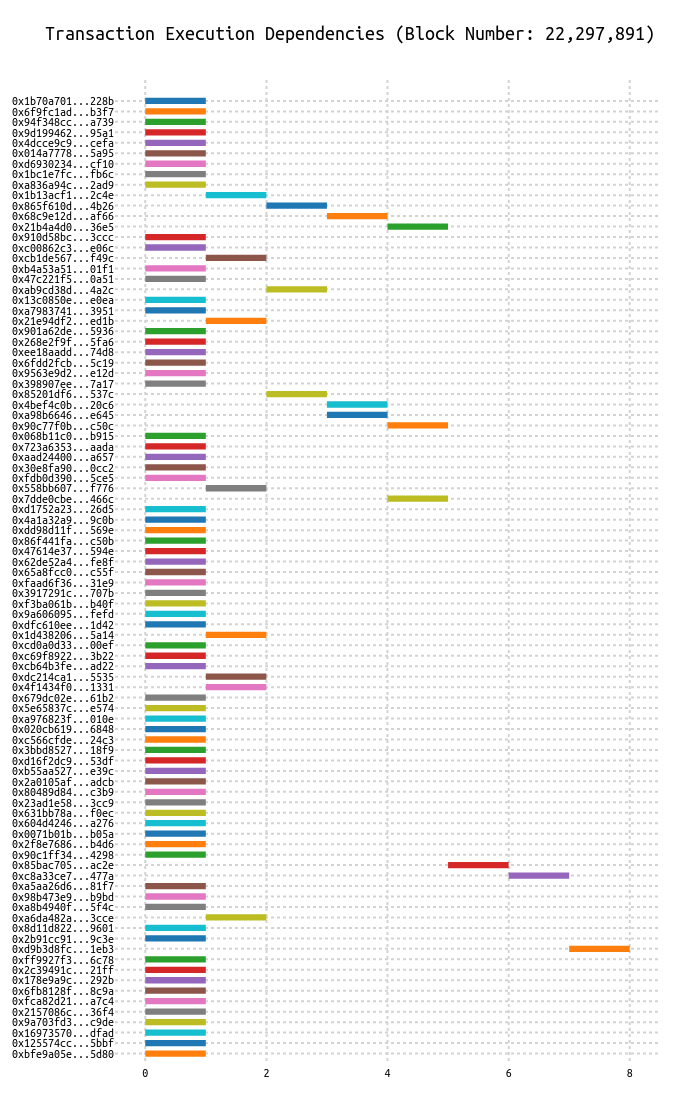 Transaction Execution Dependencies (Block Number: 22,297,891)
0x1b70a701...228b
0x6f9fc1ad...b3f7
0x94f348cc...a739
0x9d199462...95a1
0x4dcce9c9...cefa
0x014a7778...5a95
0xd6930234...cf10
0x1bc1e7fc...fb6c
0xa836a94c...2ad9
0x1b13acf1...2c4e
0x865f610d...4b26
0x68c9e12d...af66
0x21b4a4d0...36e5
0x910d58bc...3ccc
0xc00862c3...e06c
0xcb1de567...f49c
0xb4a53a51...01f1
0x47c221f5...0a51
0xab9cd38d...4a2c
0x13c0850e...e0ea
0xa7983741...3951
0x21e94df2...ed1b
0x901a62de...5936
0x268e2f9f...5fa6
0xee18aadd...74d8
0x6fdd2fcb...5c19
0x9563e9d2...e12d
0x398907ee...7a17
0x85201df6...537c
0x4bef4c0b...20c6
0xa98b6646...e645
0x90c77f0b...c50c
0x068b11c0...b915
0x723a6353...aada
0xaad24400...a657
0x30e8fa90...0cc2
0xfdb0d390...5ce5
0x558bb607...f776
0x7dde0cbe...466c
0xd1752a23...26d5
0x4a1a32a9...9c0b
0xdd98d11f...569e
0x86f441fa...c50b
0x47614e37...594e
0x62de52a4...fe8f
0x65a8fcc0...c55f
0xfaad6f36...31e9
0x3917291c...707b
0xf3ba061b...b40f
0x9a606095...fefd
0xdfc610ee...1d42
0x1d438206...5a14
0xcd0a0d33...00ef
0xc69f8922...3b22
0xcb64b3fe...ad22
0xdc214ca1...5535
0x4f1434f0...1331
0x679dc02e...61b2
0x5e65837c...e574
0xa976823f...010e
0x020cb619...6848
0xc566cfde...24c3
0x3bbd8527...18f9
0xd16f2dc9...53df
0xb55aa527...e39c
0x2a0105af...adcb
0x80489d84...c3b9
0x23ad1e58...3cc9
0x631bb78a...f0ec
0x604d4246...a276
0x0071b01b...b05a
0x2f8e7686...b4d6
0x90c1ff34...4298
0x85bac705...ac2e
0xc8a33ce7...477a
0xa5aa26d6...81f7
0x98b473e9...b9bd
0xa8b4940f...5f4c
0xa6da482a...3cce
0x8d11d822...9601
0x2b91cc91...9c3e
0xd9b3d8fc...1eb3
0xff9927f3...6c78
0x2c39491c...21ff
0x178e9a9c...292b
0x6fb8128f...8c9a
0xfca82d21...a7c4
0x2157086c...36f4
0x9a703fd3...c9de
0x16973570...dfad
0x125574cc...5bbf
0xbfe9a05e...5d80
0 2 4 6 8